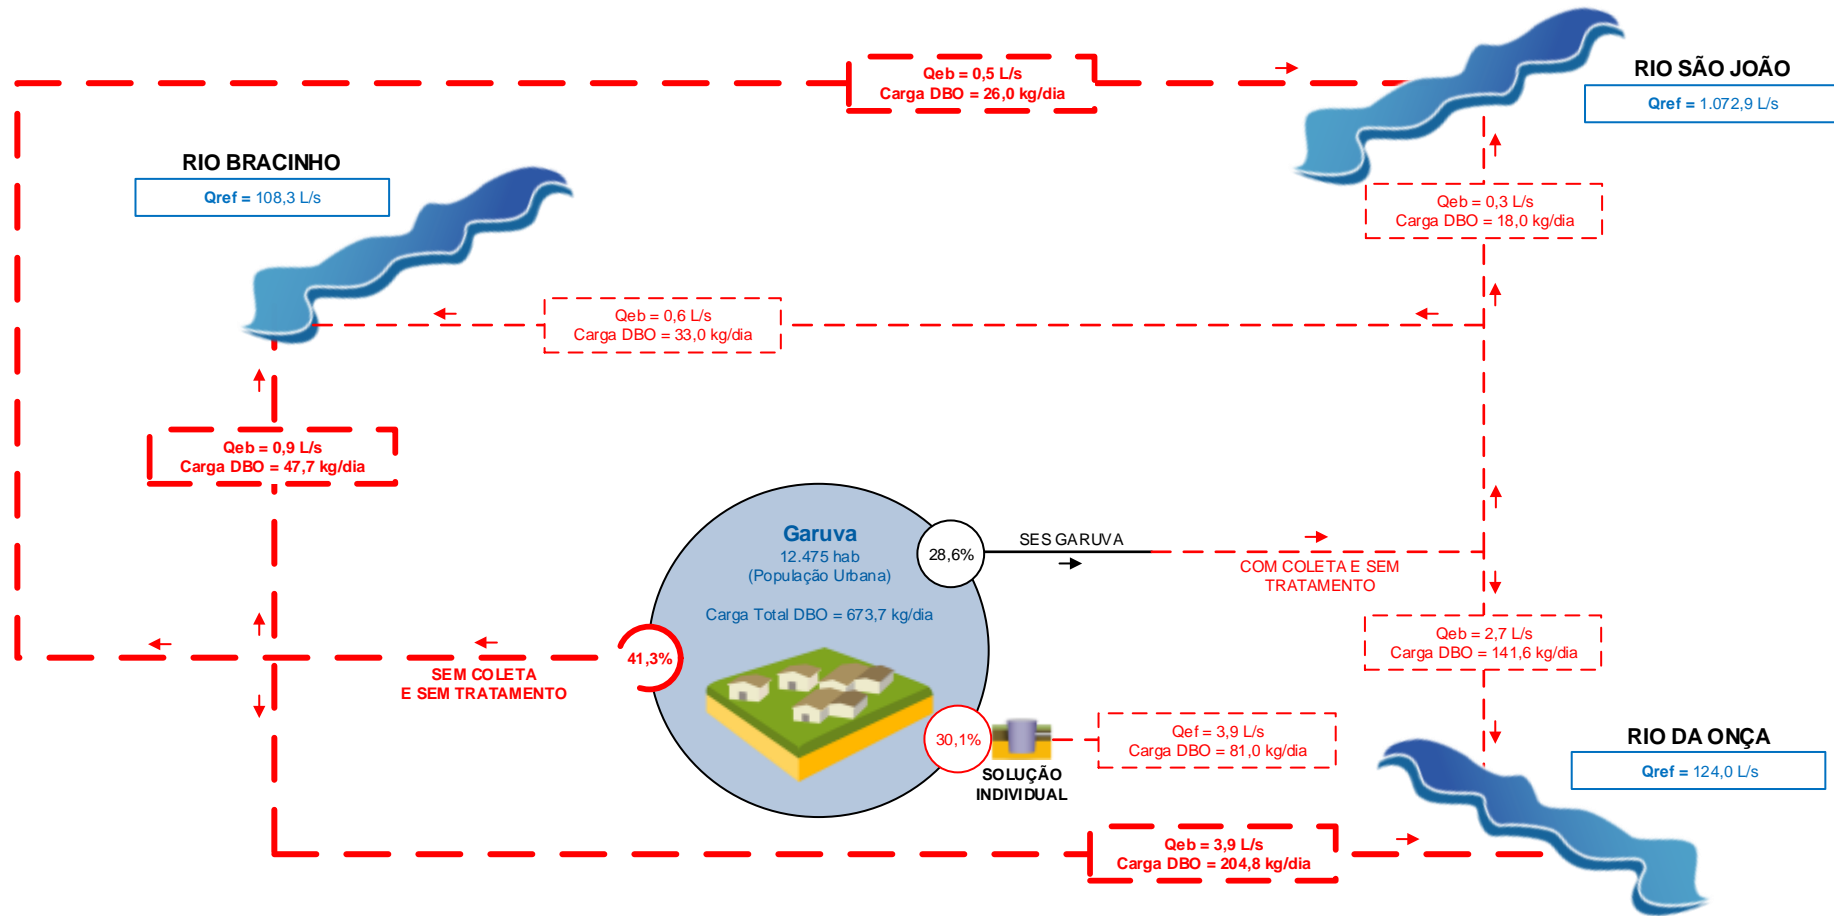 Qeb = 0,5 L/s
Carga DBO = 26,0 kg/dia
RIO SÃO JOÃO
Qref = 1.072,9 L/s
RIO BRACINHO
Qref = 108,3 L/s
Qeb = 0,3 L/s
Carga DBO = 18,0 kg/dia
Qeb = 0,6 L/s
Carga DBO = 33,0 kg/dia
Qeb = 0,9 L/s
Carga DBO = 47,7 kg/dia
Garuva
12.475 hab
(População Urbana)
Carga Total DBO = 673,7 kg/dia
28,6%
SES GARUVA
COM COLETA E SEM
TRATAMENTO
41,3%
SEM COLETA
E SEM TRATAMENTO
Qeb = 2,7 L/s
Carga DBO = 141,6 kg/dia
30,1%
SOLUÇÃO
INDIVIDUAL
Qef = 3,9 L/s
Carga DBO = 81,0 kg/dia
RIO DA ONÇA
Qref = 124,0 L/s
Qeb = 3,9 L/s
Carga DBO = 204,8 kg/dia